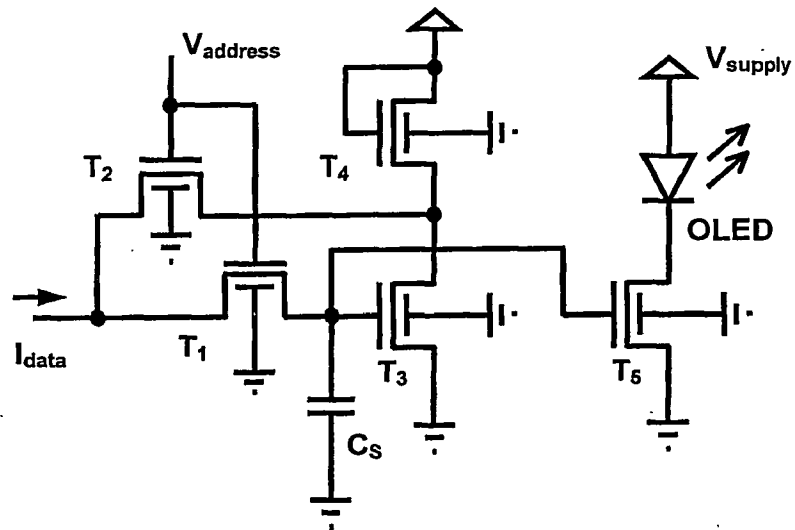 Vaddress
Vsupply
T2
T4
OLED
Idata
T1
T3
T5
CS